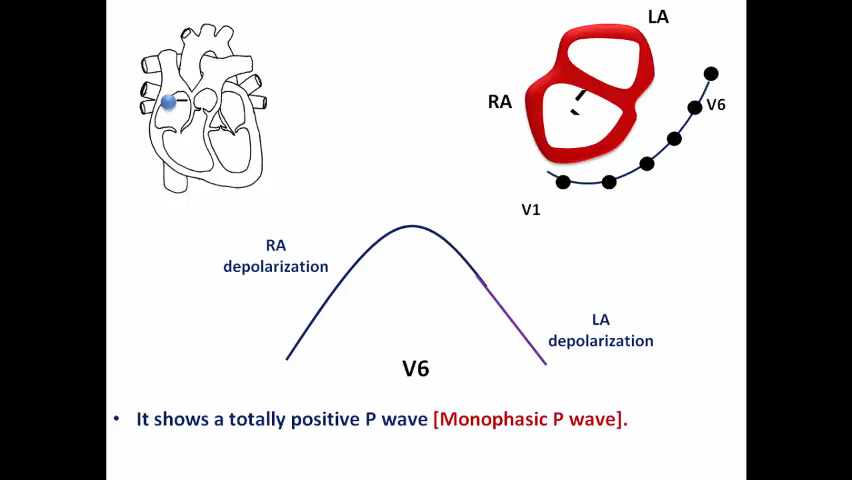 LA
RA
V6
V1
RA
depolarization
LA
depolarization
V6
• It shows a totally positive P wave [Monophasic P wave].